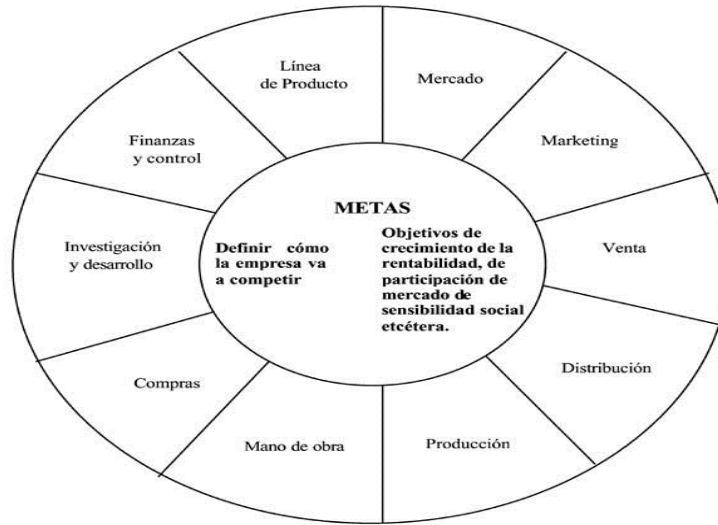 Línea
de Producto
Mercado
Marketing
Venta
Distribución
Producción
Mano de obra
Compras
Investigación
y desarrollo
Finanzas
y control
METAS
Definir cómo
la empresa va
a competir
Objetivos de
crecimiento de la
rentabilidad, de
participación de
mercado de
sensibilidad social
etcétera.